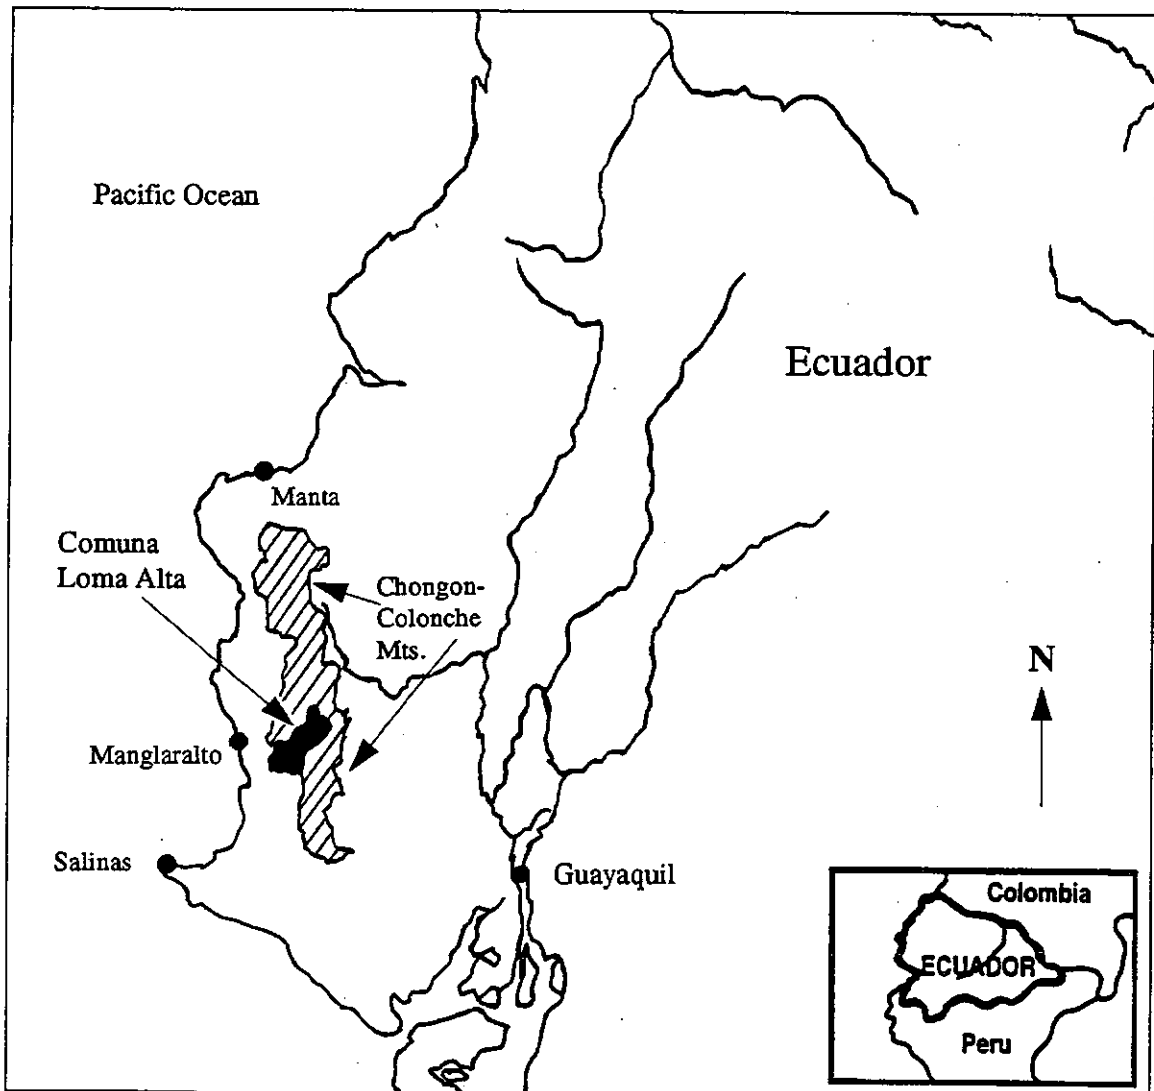 Pacific Ocean
Ecuador
Manta
Comuna
Loma Alta
Chongon-
Colonche
Mts.
N
Manglaralto
Salinas
Guayaquil
Colombia
ECUADOR
Peru